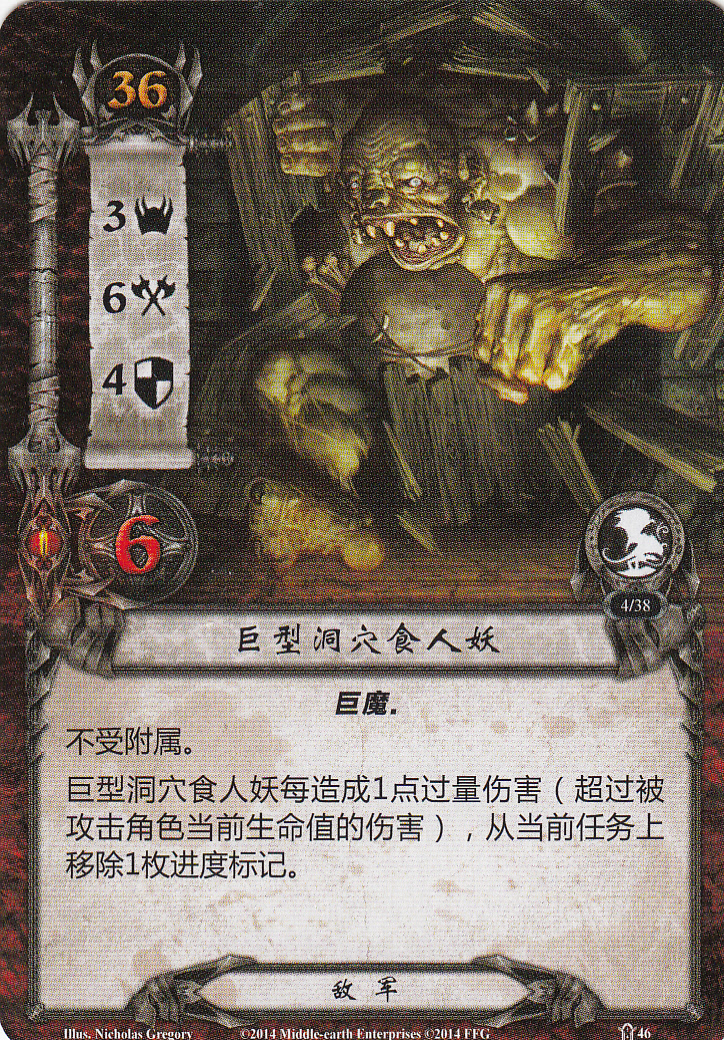 36
3
6
4
6
4/38
巨型洞穴食人妖
巨魔.
不受附属。
巨型洞穴食人妖每造成1点过量伤害（超过被
攻击角色当前生命值的伤害），从当前任务上
移除1枚进度标记。
敌军
Illus. Nicholas Gregory ©2014 Middle-earth Enterprises ©2014 FFG 46